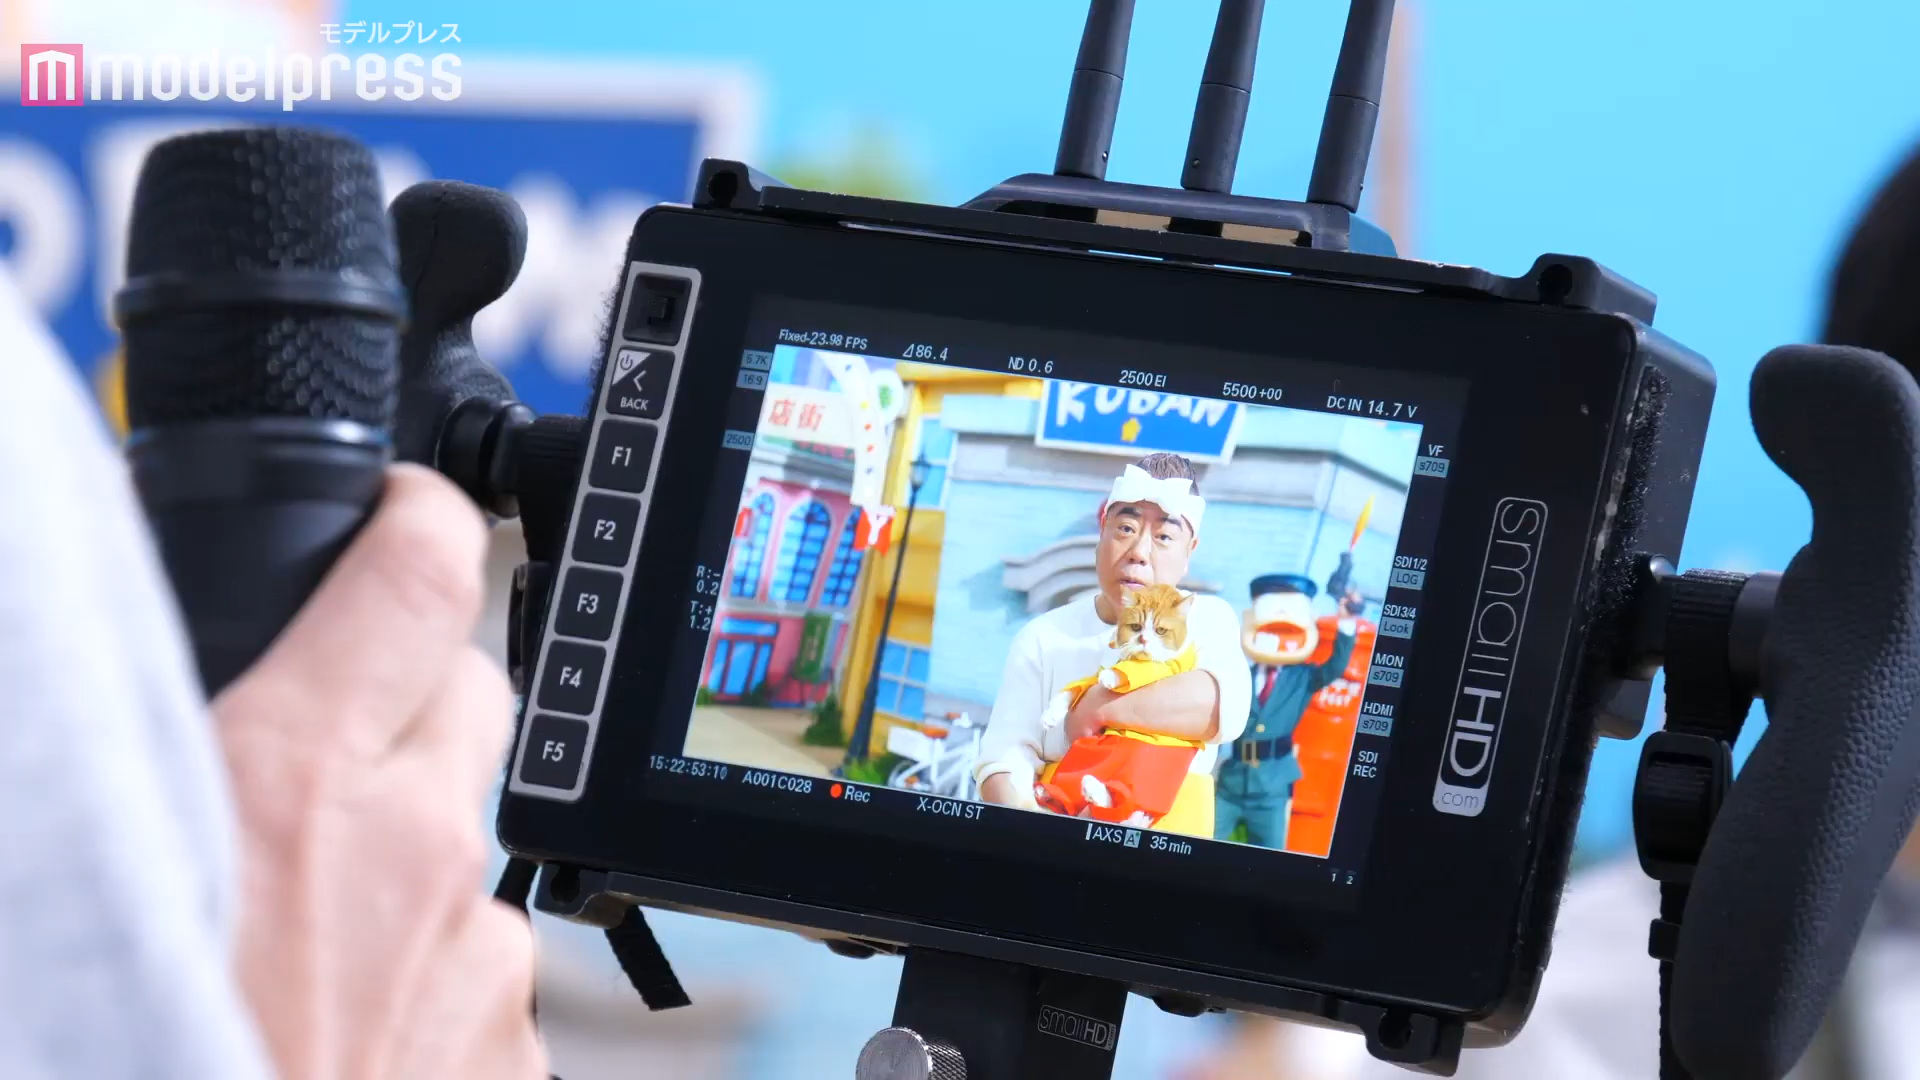 モデルプレス
modelpress
Fixed-23.98 FPS
⊿86.4
ND 0.6
2500 EI
5500+00
DC IN 14.7 V
5.7K
16:9
2500
BACK
F1
F2
F3
F4
F5
店街
KOBAN
VF
s709
SDI1/2
LOG
SDI3/4
Look
MON
s709
HDMI
s709
SDI
REC
R:-
0.2
T:+
1.2
15:22:53:10
A001C028
Rec
X-OCN ST
AXS A
35 min
1 2
smallHD
.com
smallHD